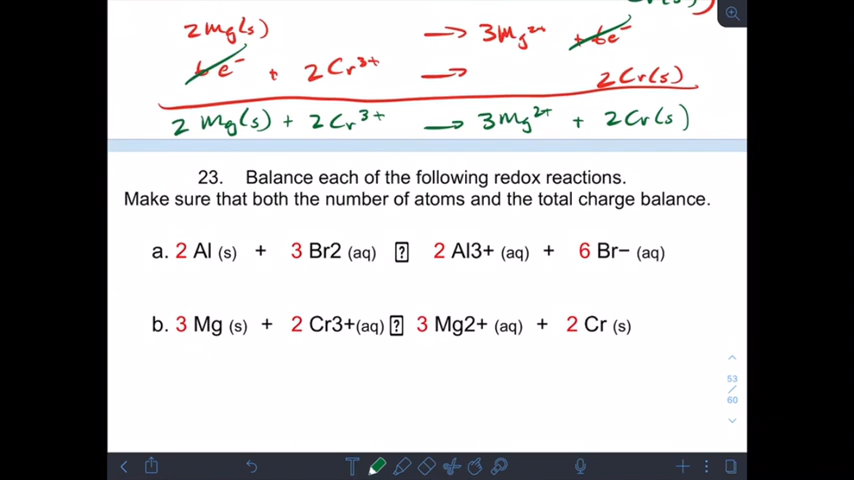 2Mg(s) → 3Mg²⁺ + 6e⁻
6e⁻ + 2Cr³⁺ → 2Cr(s)
2Mg(s) + 2Cr³⁺ → 3Mg²⁺ + 2Cr(s)
23. Balance each of the following redox reactions.
Make sure that both the number of atoms and the total charge balance.
a. 2 Al (s) + 3 Br2 (aq) ⍰ 2 Al3+ (aq) + 6 Br− (aq)
b. 3 Mg (s) + 2 Cr3+(aq) ⍰ 3 Mg2+ (aq) + 2 Cr (s)
53
/
60